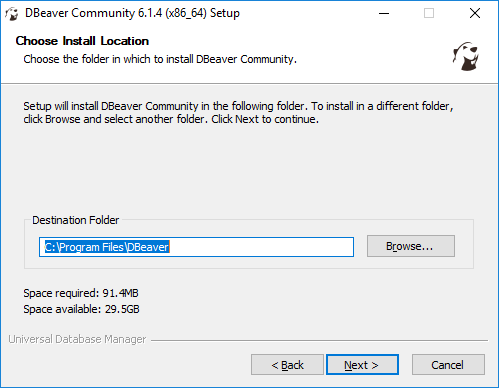 DBeaver Community 6.1.4 (x86_64) Setup
Choose Install Location
Choose the folder in which to install DBeaver Community.
Setup will install DBeaver Community in the following folder. To install in a different folder,
click Browse and select another folder. Click Next to continue.
Destination Folder
C:\Program Files\DBeaver
Browse...
Space required: 91.4MB
Space available: 29.5GB
Universal Database Manager
< Back
Next >
Cancel